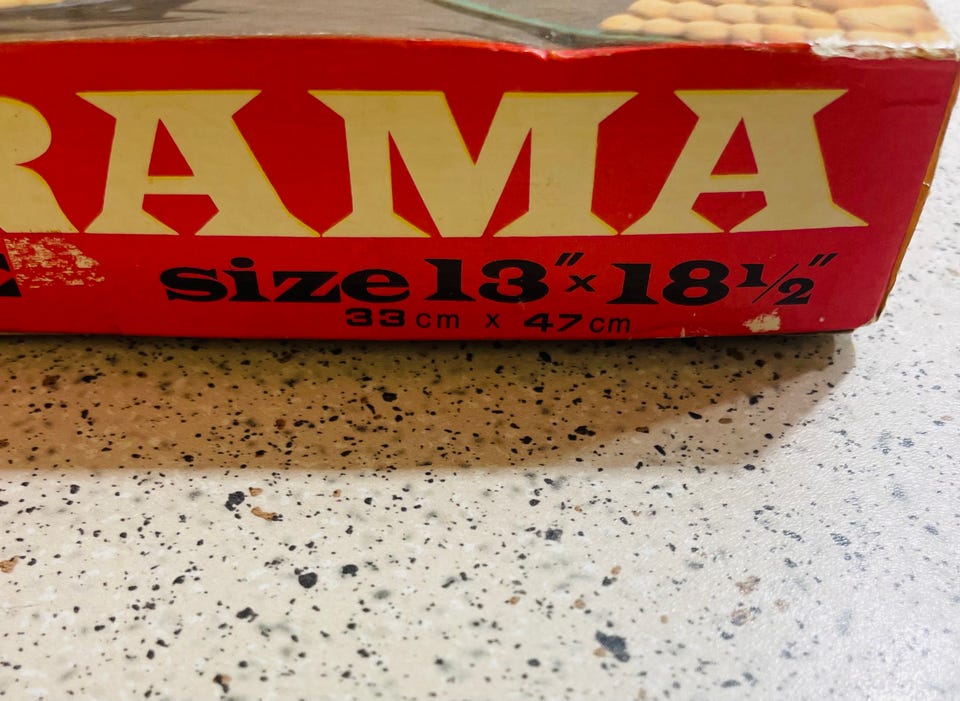 RAMA
size 13" x 18½"
33cm x 47cm